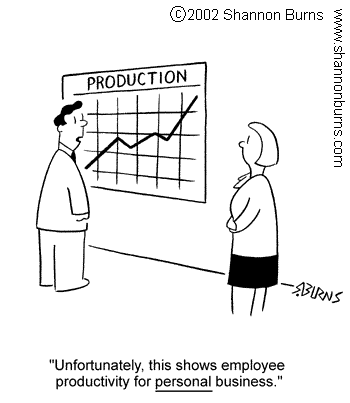 ©2002 Shannon Burns
www.shannonburns.com
PRODUCTION
S.BURNS
"Unfortunately, this shows employee
productivity for personal business."